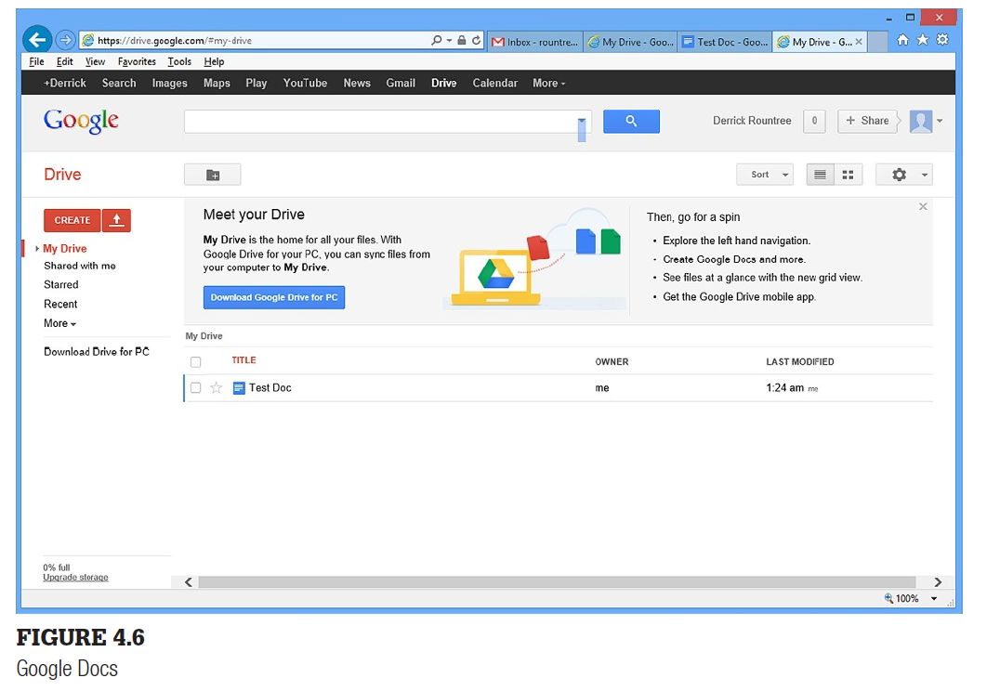 https://drive.google.com/#my-drive
Inbox - rountre...
My Drive - Goo...
Test Doc - Goo...
My Drive - G...
File Edit View Favorites Tools Help
+Derrick Search Images Maps Play YouTube News Gmail Drive Calendar More
Google
Derrick Rountree 0 + Share
Drive
Sort
CREATE
My Drive
Shared with me
Starred
Recent
More
Download Drive for PC
Meet your Drive
My Drive is the home for all your files. With
Google Drive for your PC, you can sync files from
your computer to My Drive.
Download Google Drive for PC
Then, go for a spin
• Explore the left hand navigation.
• Create Google Docs and more.
• See files at a glance with the new grid view.
• Get the Google Drive mobile app.
My Drive
TITLE OWNER LAST MODIFIED
Test Doc me 1:24 am me
0% full
Upgrade storage
100%
FIGURE 4.6
Google Docs